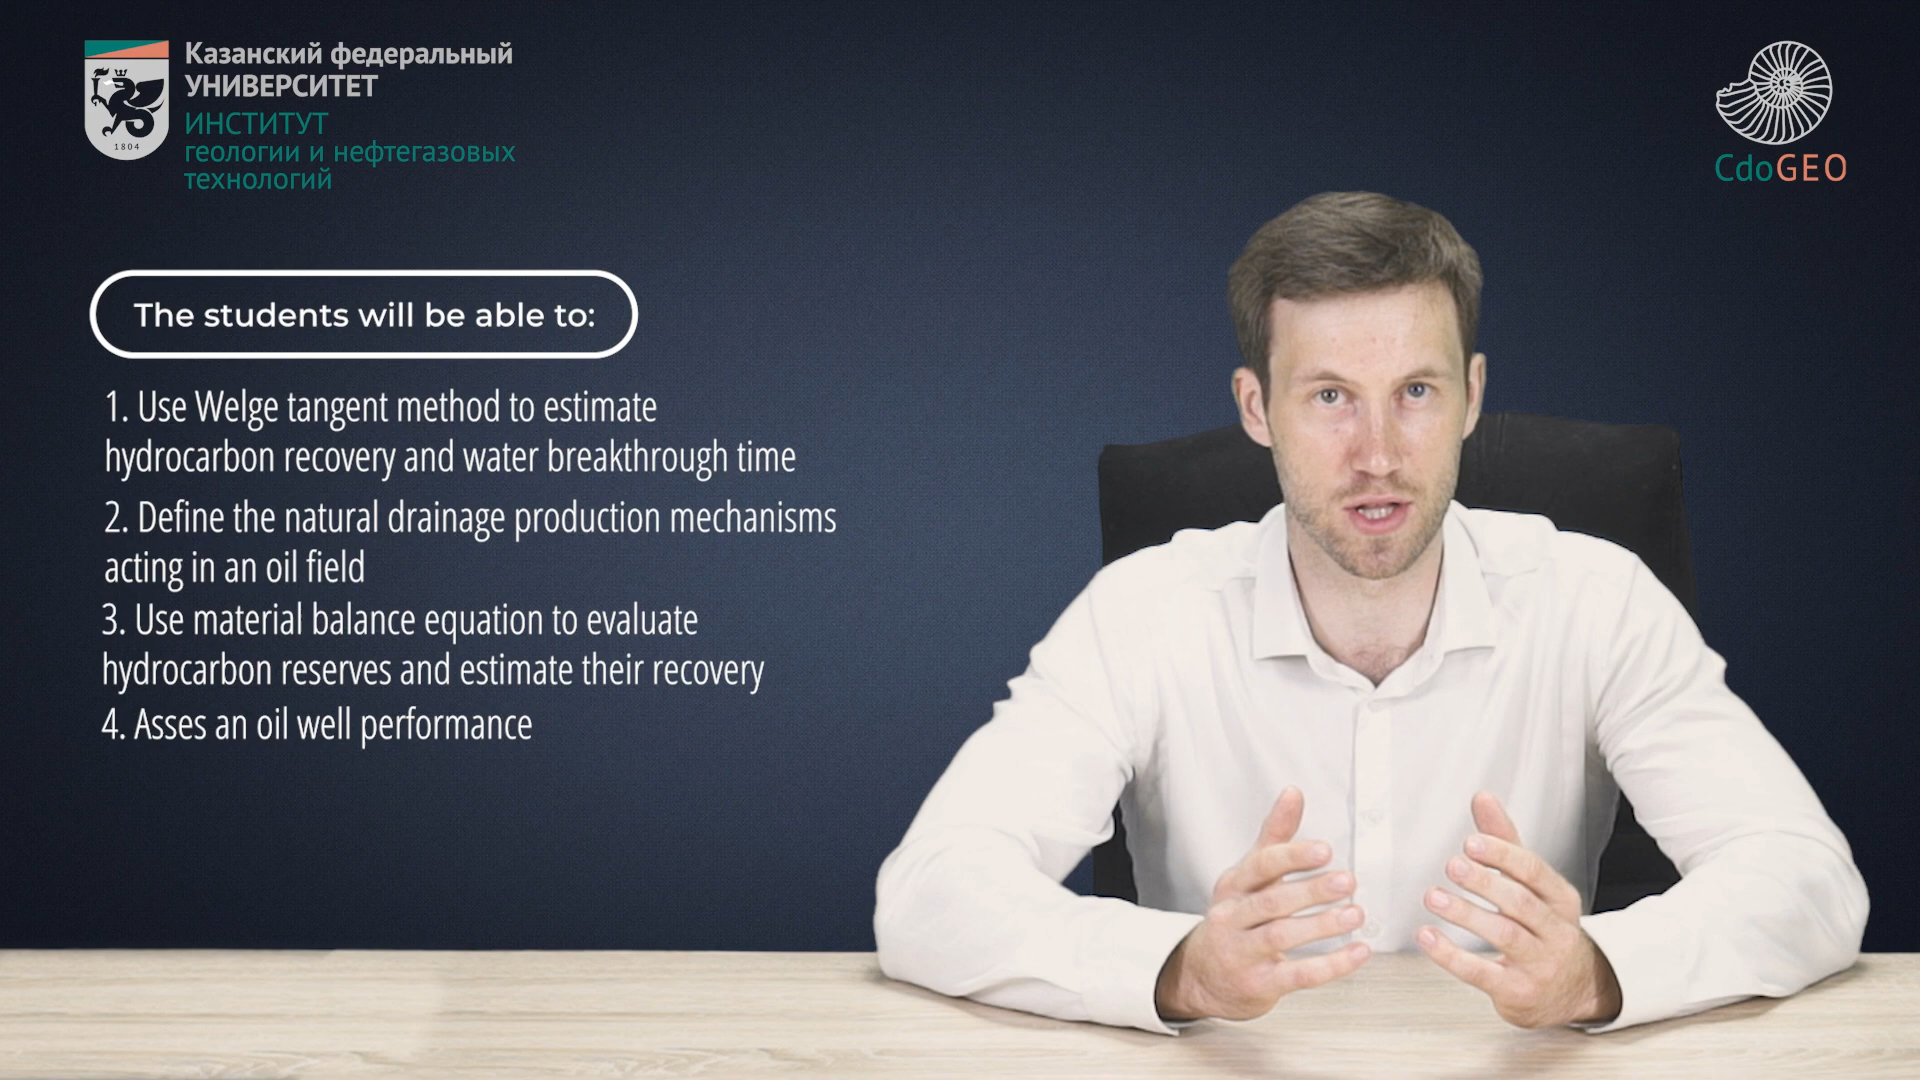 Казанский федеральный
УНИВЕРСИТЕТ
ИНСТИТУТ
геологии и нефтегазовых
технологий
1804
CdoGEO
The students will be able to:
1. Use Welge tangent method to estimate
hydrocarbon recovery and water breakthrough time
2. Define the natural drainage production mechanisms
acting in an oil field
3. Use material balance equation to evaluate
hydrocarbon reserves and estimate their recovery
4. Asses an oil well performance